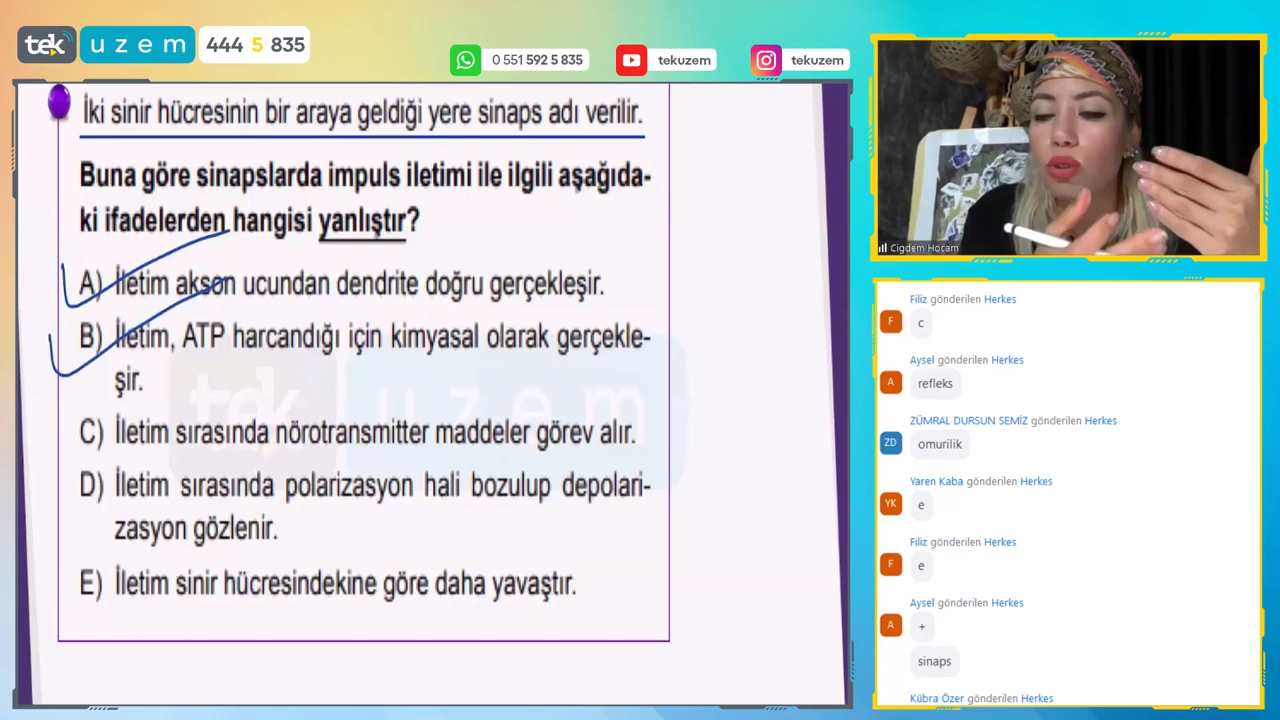 tek uzem 444 5 835
0 551 592 5 835
tekuzem
tekuzem
İki sinir hücresinin bir araya geldiği yere sinaps adı verilir.
Buna göre sinapslarda impuls iletimi ile ilgili aşağıda-
ki ifadelerden hangisi yanlıştır?
A) İletim akson ucundan dendrite doğru gerçekleşir.
B) İletim, ATP harcandığı için kimyasal olarak gerçekle-
şir.
C) İletim sırasında nörotransmitter maddeler görev alır.
D) İletim sırasında polarizasyon hali bozulup depolari-
zasyon gözlenir.
E) İletim sinir hücresindekine göre daha yavaştır.
tek uzem
Cigdem Hocam
Filiz gönderilen Herkes
F
c
Aysel gönderilen Herkes
A
refleks
ZÜMRAL DURSUN SEMİZ gönderilen Herkes
ZD
omurilik
Yaren Kaba gönderilen Herkes
YK
e
Filiz gönderilen Herkes
F
e
Aysel gönderilen Herkes
A
+
sinaps
Kübra Özer gönderilen Herkes